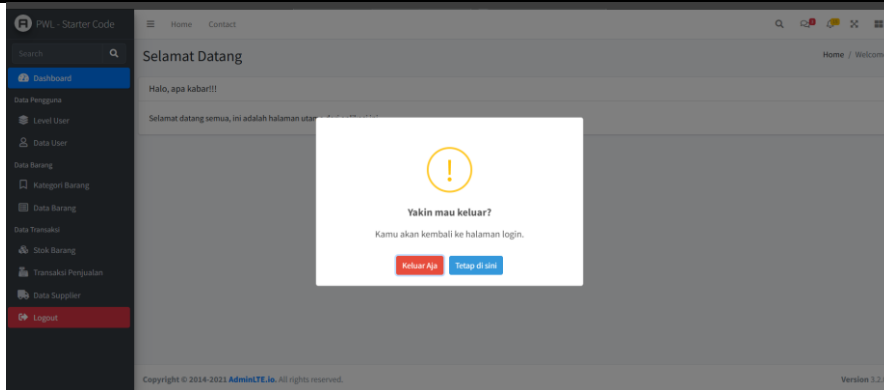 PWL - Starter Code
Home Contact
Search
Selamat Datang
Home / Welcome
Dashboard
Halo, apa kabar!!!
Data Pengguna
Level User
Selamat datang semua, ini adalah halaman
Data User
Data Barang
Kategori Barang
Data Barang
Data Transaksi
Stok Barang
Transaksi Penjualan
Data Supplier
Logout
Yakin mau keluar?
Kamu akan kembali ke halaman login.
Keluar Aja
Tetap di sini
Copyright © 2014-2021 AdminLTE.io. All rights reserved.
Version 3.2